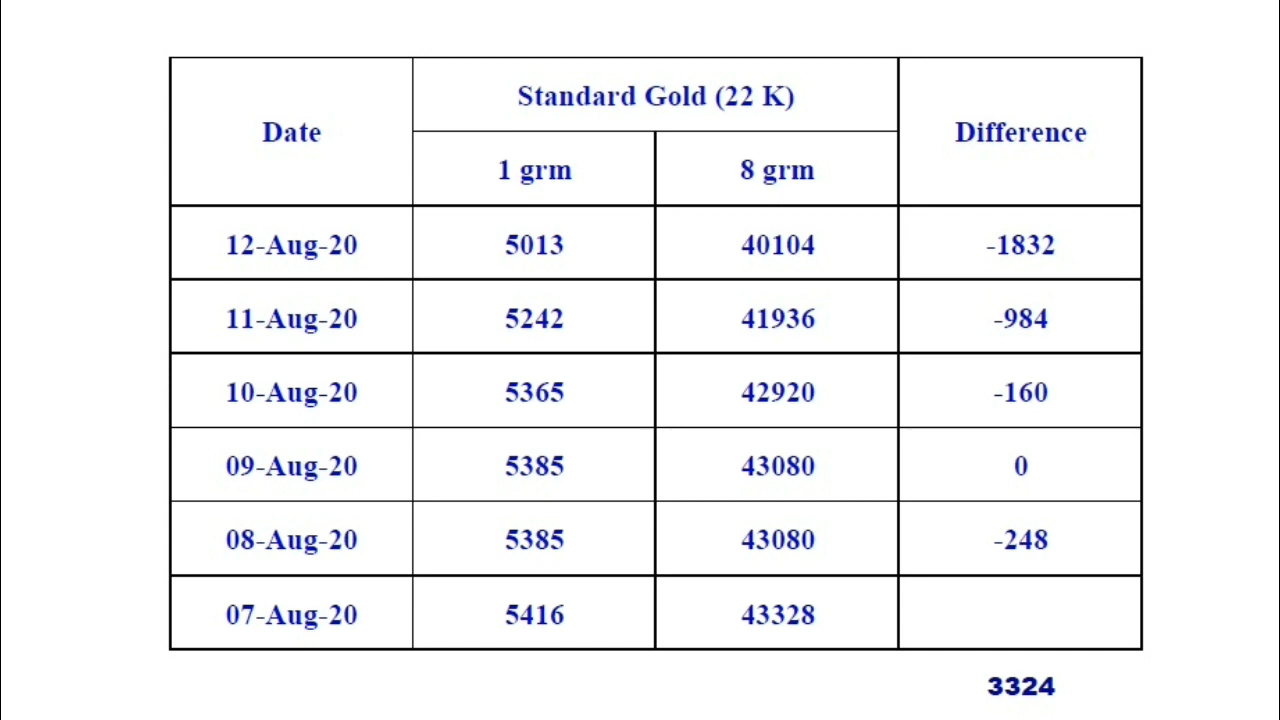 Date Standard Gold (22 K) Difference
1 grm 8 grm
12-Aug-20 5013 40104 -1832
11-Aug-20 5242 41936 -984
10-Aug-20 5365 42920 -160
09-Aug-20 5385 43080 0
08-Aug-20 5385 43080 -248
07-Aug-20 5416 43328
3324